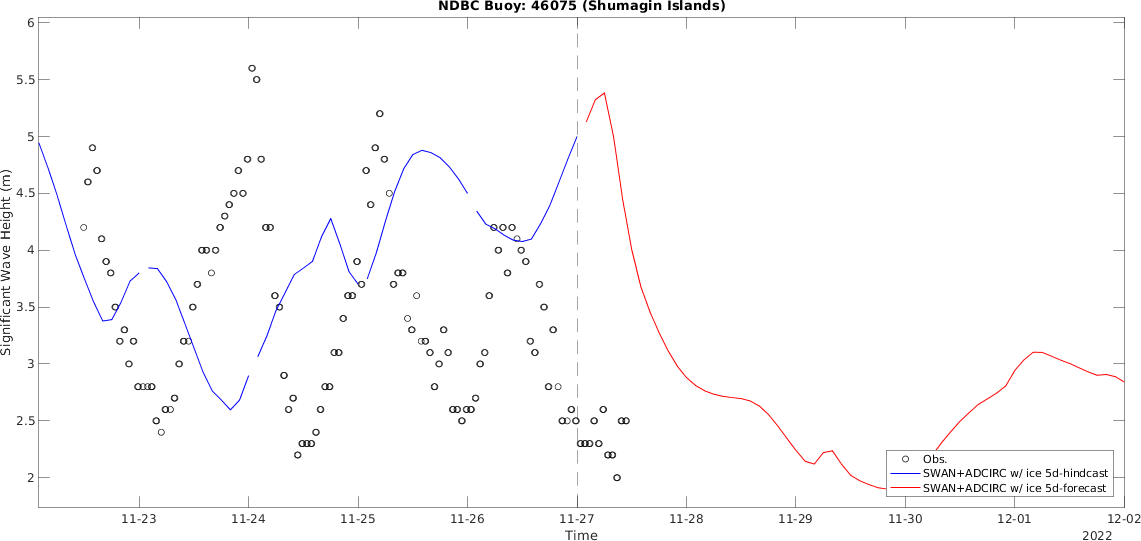 NDBC Buoy: 46075 (Shumagin Islands)
6
5.5
5
4.5
4
3.5
3
2.5
2
Significant Wave Height (m)
Obs.
SWAN+ADCIRC w/ ice 5d-hindcast
SWAN+ADCIRC w/ ice 5d-forecast
11-23 11-24 11-25 11-26 11-27 11-28 11-29 11-30 12-01 12-02
Time
2022